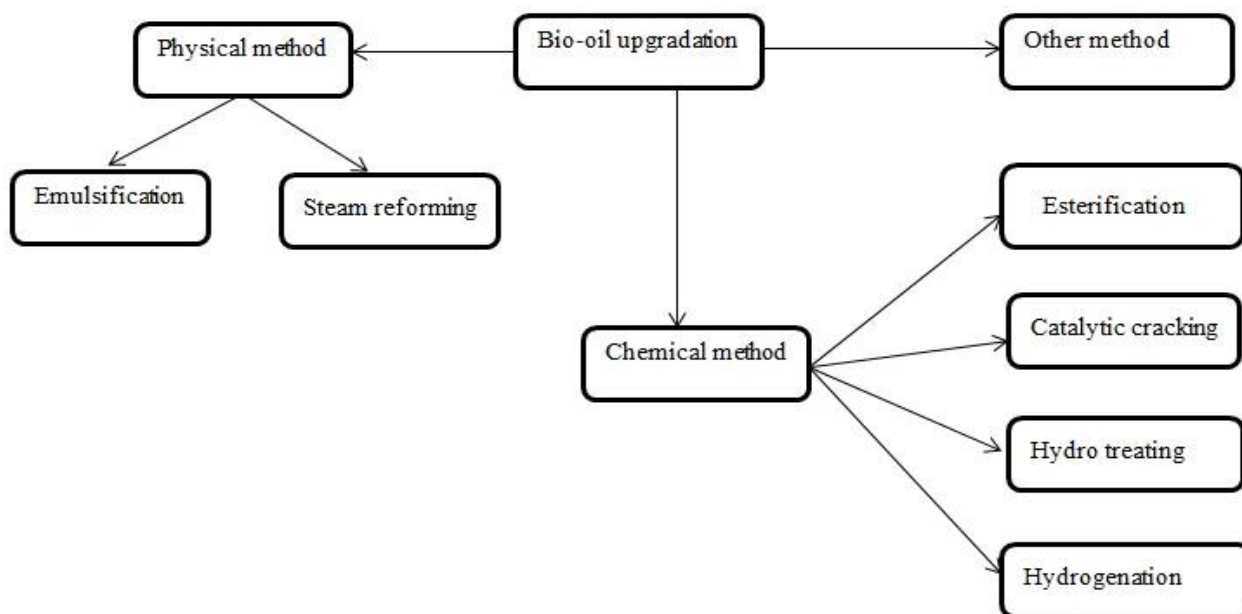 Physical method
Bio-oil upgradation
Other method
Emulsification
Steam reforming
Esterification
Catalytic cracking
Chemical method
Hydro treating
Hydrogenation